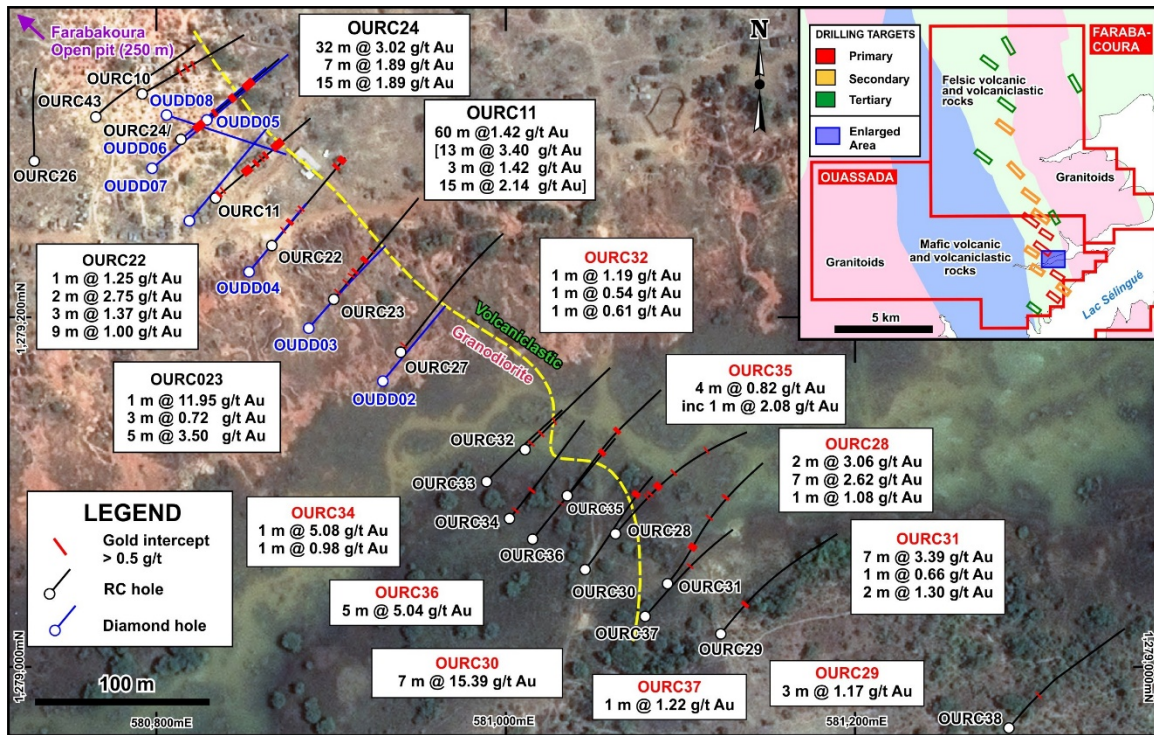 Farabakoura
Open pit (250 m)
OURC24
32 m @ 3.02 g/t Au
7 m @ 1.89 g/t Au
15 m @ 1.89 g/t Au
N
OURC10
OURC43
OUDD08
OURC24/
OUDD06
OUDD05
OUDD07
OURC26
OURC11
OURC11
60 m @1.42 g/t Au
[13 m @ 3.40 g/t Au
3 m @ 1.42 g/t Au
15 m @ 2.14 g/t Au]
DRILLING TARGETS
Primary
Secondary
Tertiary
Enlarged
Area
FARABA-
COURA
Felsic volcanic
and volcaniclastic
rocks
Granitoids
OUASSADA
Mafic volcanic
and volcaniclastic
rocks
Granitoids
Lac Sélingué
5 km
OURC22
1 m @ 1.25 g/t Au
2 m @ 2.75 g/t Au
3 m @ 1.37 g/t Au
9 m @ 1.00 g/t Au
OURC22
OUDD04
OURC23
OUDD03
OURC27
OUDD02
Volcaniclastic
Granodiorite
OURC32
1 m @ 1.19 g/t Au
1 m @ 0.54 g/t Au
1 m @ 0.61 g/t Au
1,279,200mN
OURC023
1 m @ 11.95 g/t Au
3 m @ 0.72 g/t Au
5 m @ 3.50 g/t Au
OURC35
4 m @ 0.82 g/t Au
inc 1 m @ 2.08 g/t Au
OURC28
2 m @ 3.06 g/t Au
7 m @ 2.62 g/t Au
1 m @ 1.08 g/t Au
OURC32
OURC33
OURC34
OURC35
OURC36
OURC28
OURC30
OURC31
OURC37
OURC29
OURC38
LEGEND
Gold intercept
> 0.5 g/t
RC hole
Diamond hole
OURC34
1 m @ 5.08 g/t Au
1 m @ 0.98 g/t Au
OURC31
7 m @ 3.39 g/t Au
1 m @ 0.66 g/t Au
2 m @ 1.30 g/t Au
OURC36
5 m @ 5.04 g/t Au
OURC30
7 m @ 15.39 g/t Au
OURC37
1 m @ 1.22 g/t Au
OURC29
3 m @ 1.17 g/t Au
1,279,000mN
1,279,000mN
100 m
580,800mE
581,000mE
581,200mE